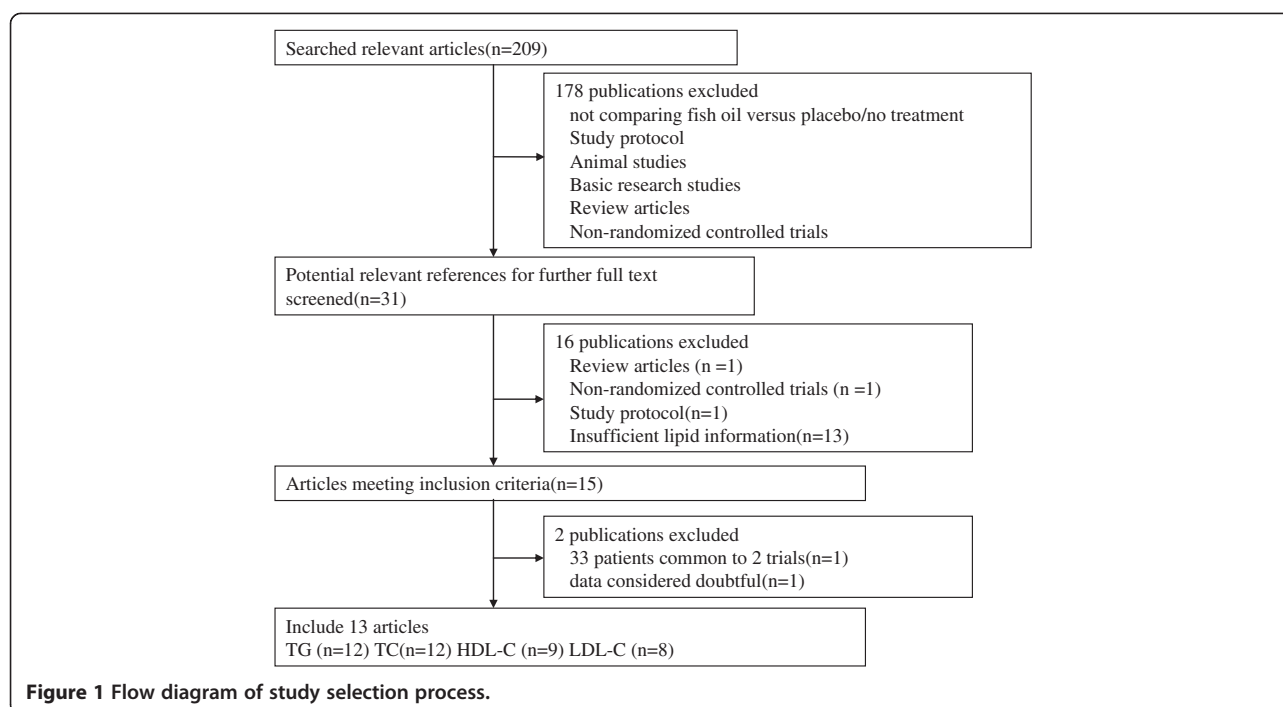 Searched relevant articles(n=209)
178 publications excluded
not comparing fish oil versus placebo/no treatment
Study protocol
Animal studies
Basic research studies
Review articles
Non-randomized controlled trials
Potential relevant references for further full text
screened(n=31)
16 publications excluded
Review articles (n =1)
Non-randomized controlled trials (n =1)
Study protocol(n=1)
Insufficient lipid information(n=13)
Articles meeting inclusion criteria(n=15)
2 publications excluded
33 patients common to 2 trials(n=1)
data considered doubtful(n=1)
Include 13 articles
TG (n=12) TC(n=12) HDL-C (n=9) LDL-C (n=8)
Figure 1 Flow diagram of study selection process.